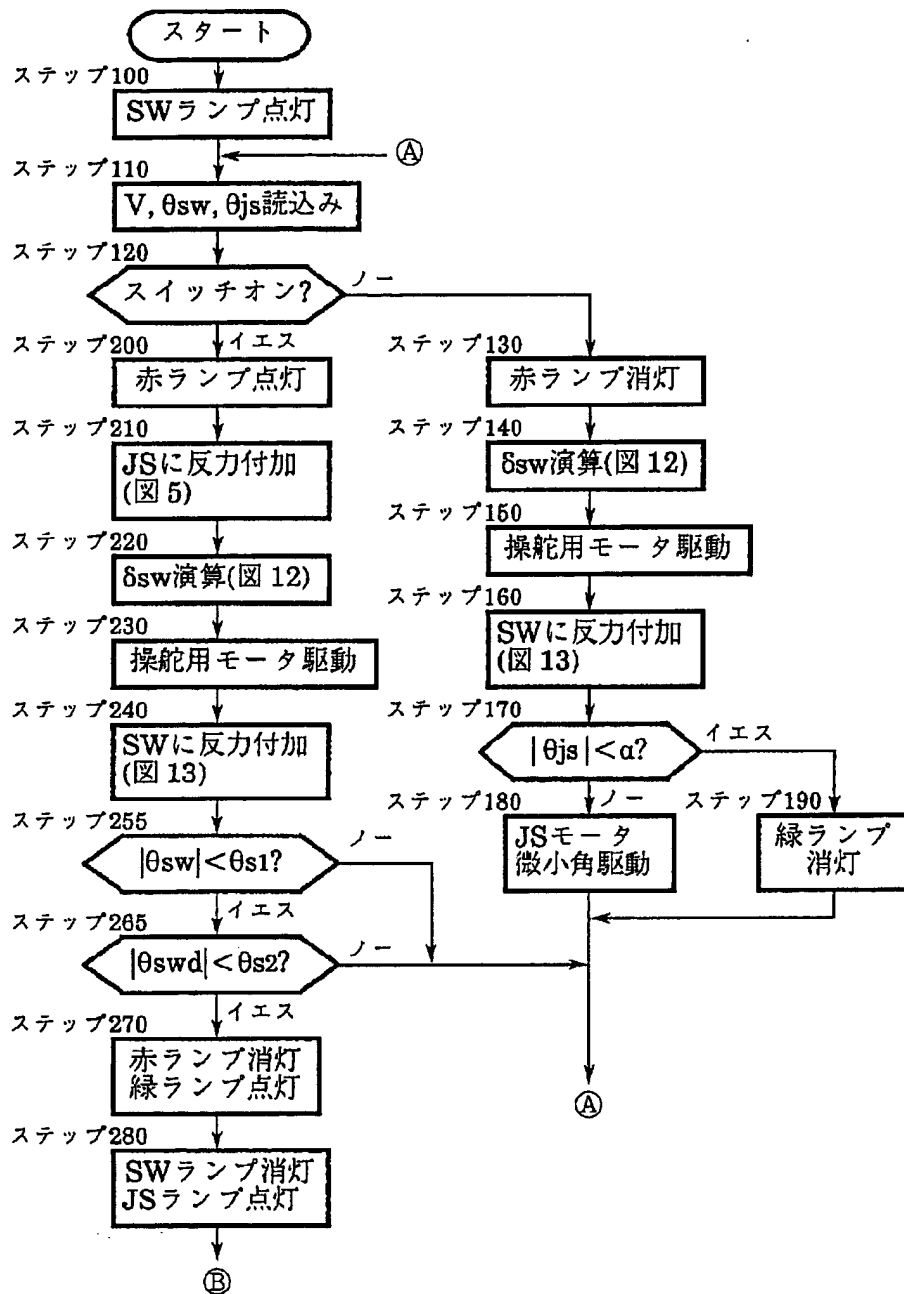 スタート
ステップ100
SWランプ点灯
Ⓐ
ステップ110
V, θsw, θjs読込み
ステップ120
スイッチオン?
ノー
イエス
ステップ200
赤ランプ点灯
ステップ210
JSに反力付加
(図 5)
ステップ220
δsw演算(図 12)
ステップ230
操舵用モータ駆動
ステップ240
SWに反力付加
(図 13)
ステップ255
|θsw|<θs1?
ノー
イエス
ステップ265
|θswd|<θs2?
ノー
イエス
ステップ270
赤ランプ消灯
緑ランプ点灯
ステップ280
SWランプ消灯
JSランプ点灯
Ⓑ
ステップ130
赤ランプ消灯
ステップ140
δsw演算(図 12)
ステップ150
操舵用モータ駆動
ステップ160
SWに反力付加
(図 13)
ステップ170
|θjs|<α?
イエス
ノー
ステップ180
JSモータ
微小角駆動
ステップ190
緑ランプ
消灯
Ⓐ